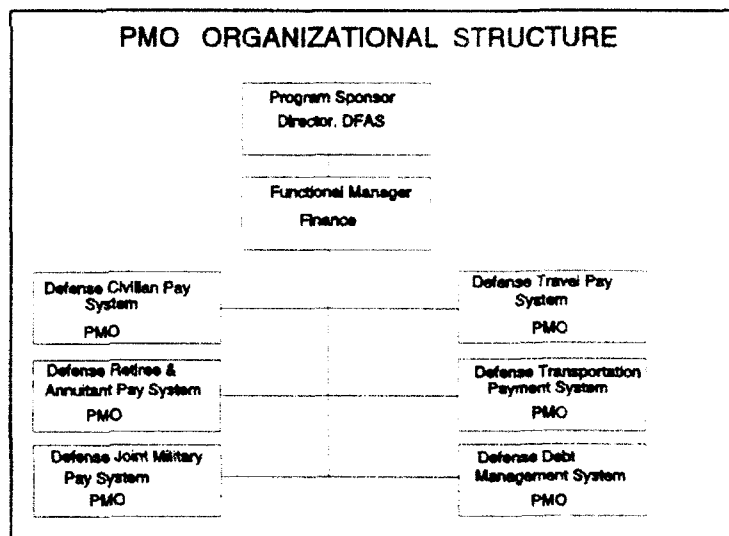 PMO ORGANIZATIONAL STRUCTURE
Program Sponsor
Director, DFAS
Functional Manager
Finance
Defense Civilian Pay
System
PMO
Defense Travel Pay
System
PMO
Defense Retiree &
Annuitant Pay System
PMO
Defense Transportation
Payment System
PMO
Defense Joint Military
Pay System
PMO
Defense Debt
Management System
PMO